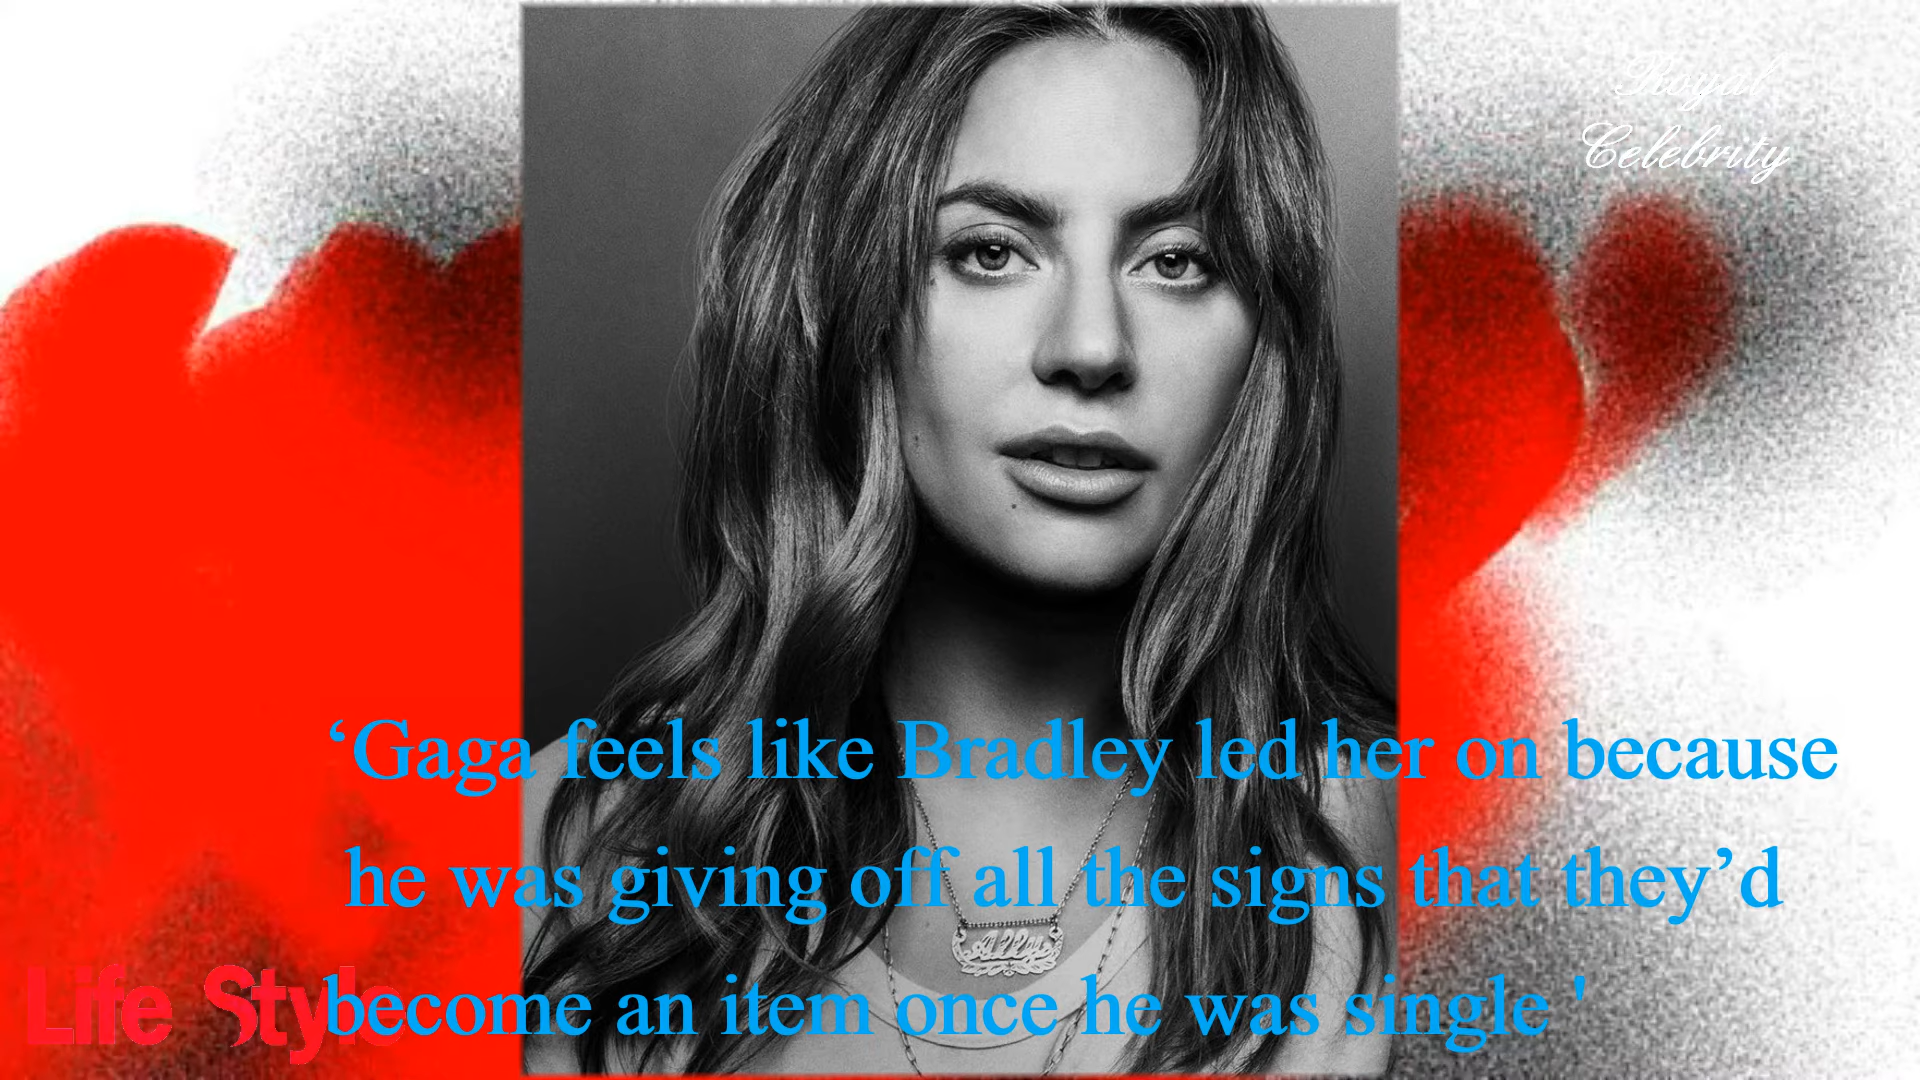 Royal
Celebrity
‘Gaga feels like Bradley led her on because
he was giving off all the signs that they’d
become an item once he was single '
Life Style
Ally